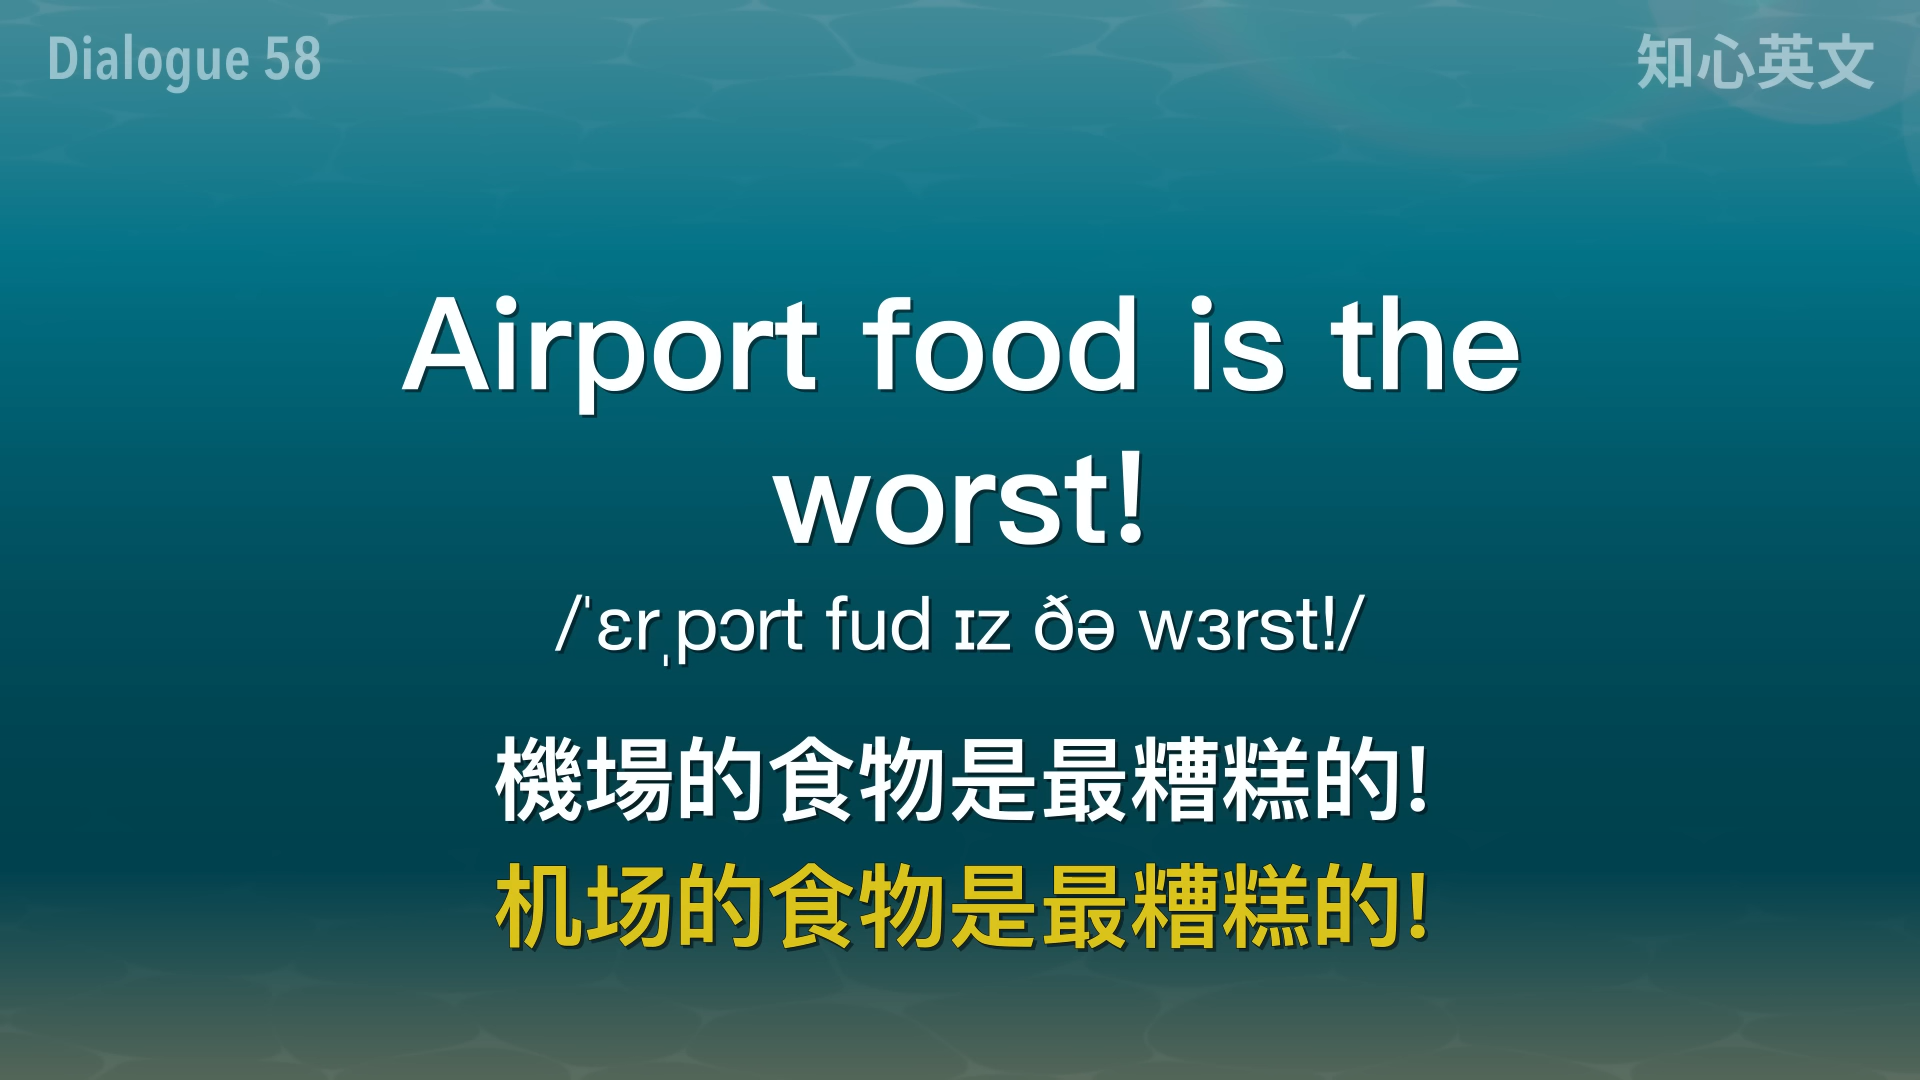 Dialogue 58
知心英文
Airport food is the
worst!
/ˈɛrˌpɔrt fud ɪz ðə wɜrst!/
機場的食物是最糟糕的!
机场的食物是最糟糕的!